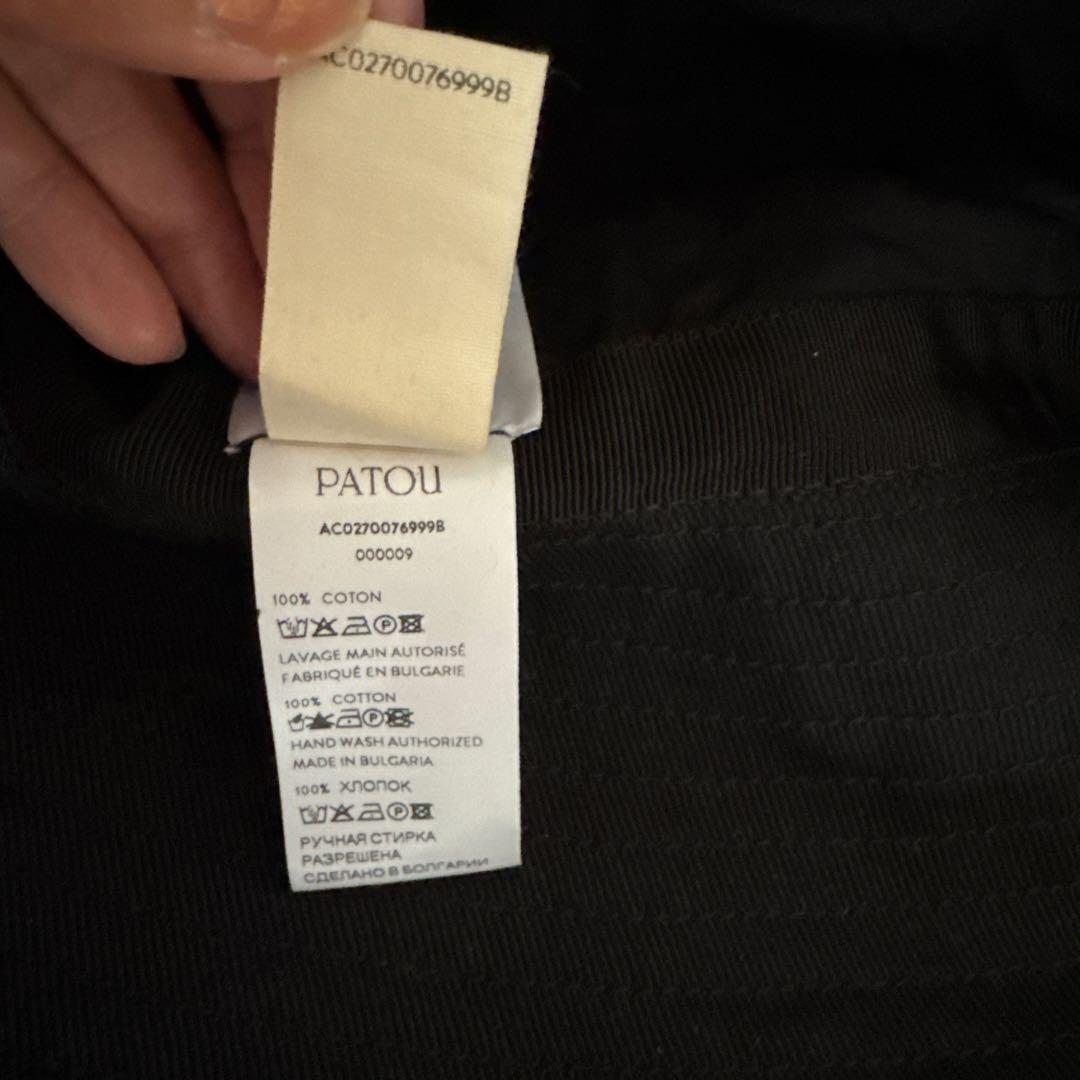 AC0270076999B
PATOU
AC0270076999B
000009
100% COTON
LAVAGE MAIN AUTORISÉ
FABRIQUÉ EN BULGARIE
100% COTTON
HAND WASH AUTHORIZED
MADE IN BULGARIA
100% ХЛОПОК
РУЧНАЯ СТИРКА
РАЗРЕШЕНА
СДЕЛАНО В БОЛГАРИИ